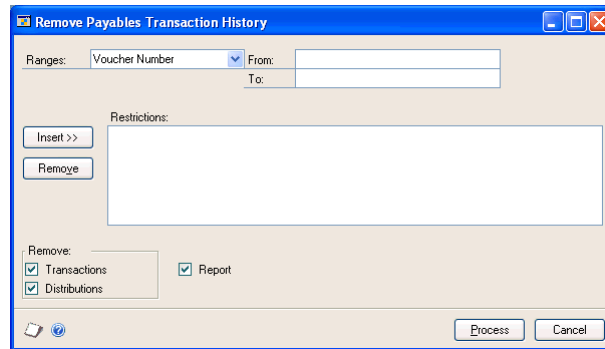 Remove Payables Transaction History
Ranges: Voucher Number From:
To:
Restrictions:
Insert >>
Remove
Remove:
Transactions Report
Distributions
Process Cancel